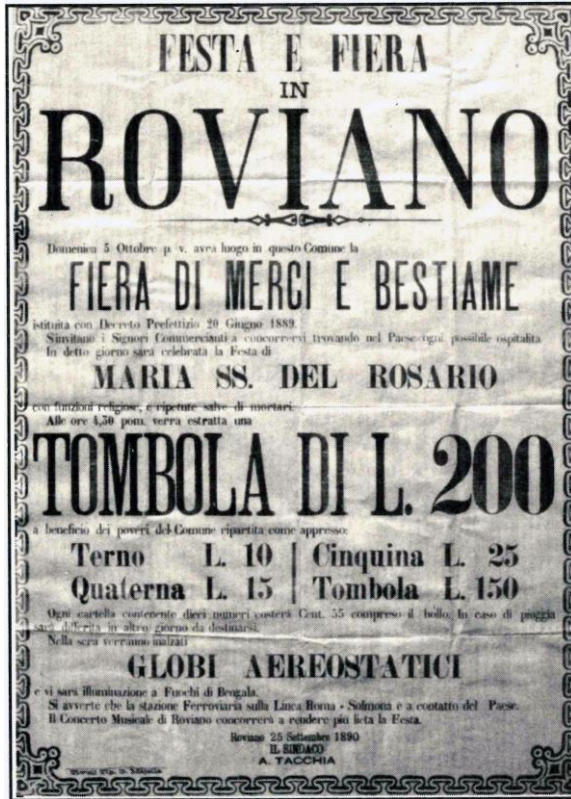 FESTA E FIERA
IN
ROVIANO
Domenica 5 Ottobre p. v. avra luogo in questo Comune la
FIERA DI MERCI E BESTIAME
istituita con Decreto Prefettizio 20 Giugno 1889.
S'invitano i Signori Commercianti a concorrervi trovando nel Paese ogni possibile ospitalita
In detto giorno sarà celebrata la Festa di
MARIA SS. DEL ROSARIO
con funzioni religiose, e ripetute salve di mortari.
Alle ore 4,30 pom. verra estratta una
TOMBOLA DI L. 200
a beneficio dei poveri del Comune ripartita come appresso:
Terno L. 10 | Cinquina L. 25
Quaterna L. 15 | Tombola L. 150
Ogni cartella contenente dieci numeri costerà Cent. 55 compreso il bollo. In caso di pioggia
sarà differita in altro giorno da destinarsi.
Nella sera verranno inalzati
GLOBI AEREOSTATICI
e vi sarà illuminazione a Fuochi di Bengala.
Si avverte che la stazione Ferroviaria sulla Linea Roma - Solmona e a contatto del Paese.
Il Concerto Musicale di Roviano concorrerà a rendere più lieta la Festa.
Roviano 25 Settembre 1890
IL SINDACO
A. TACCHIA
Tip.